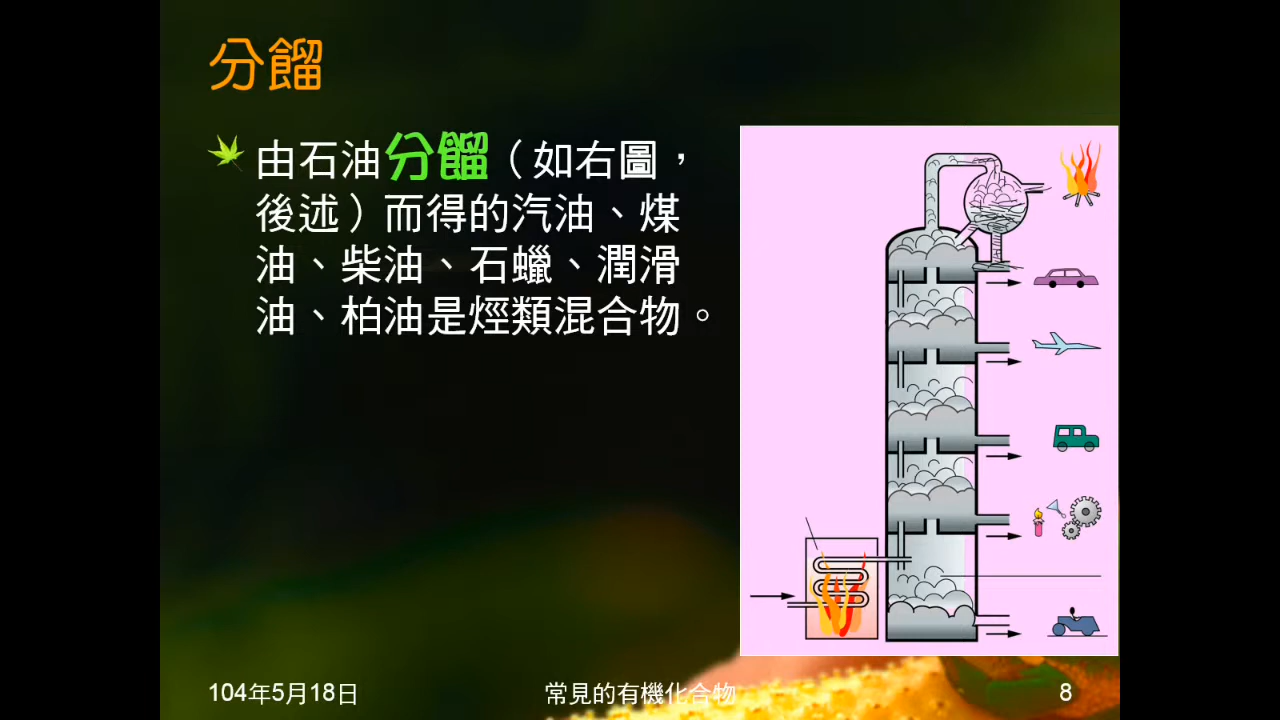 分餾
由石油分餾（如右圖，
後述）而得的汽油、煤
油、柴油、石蠟、潤滑
油、柏油是烴類混合物。
104年5月18日
常見的有機化合物
8